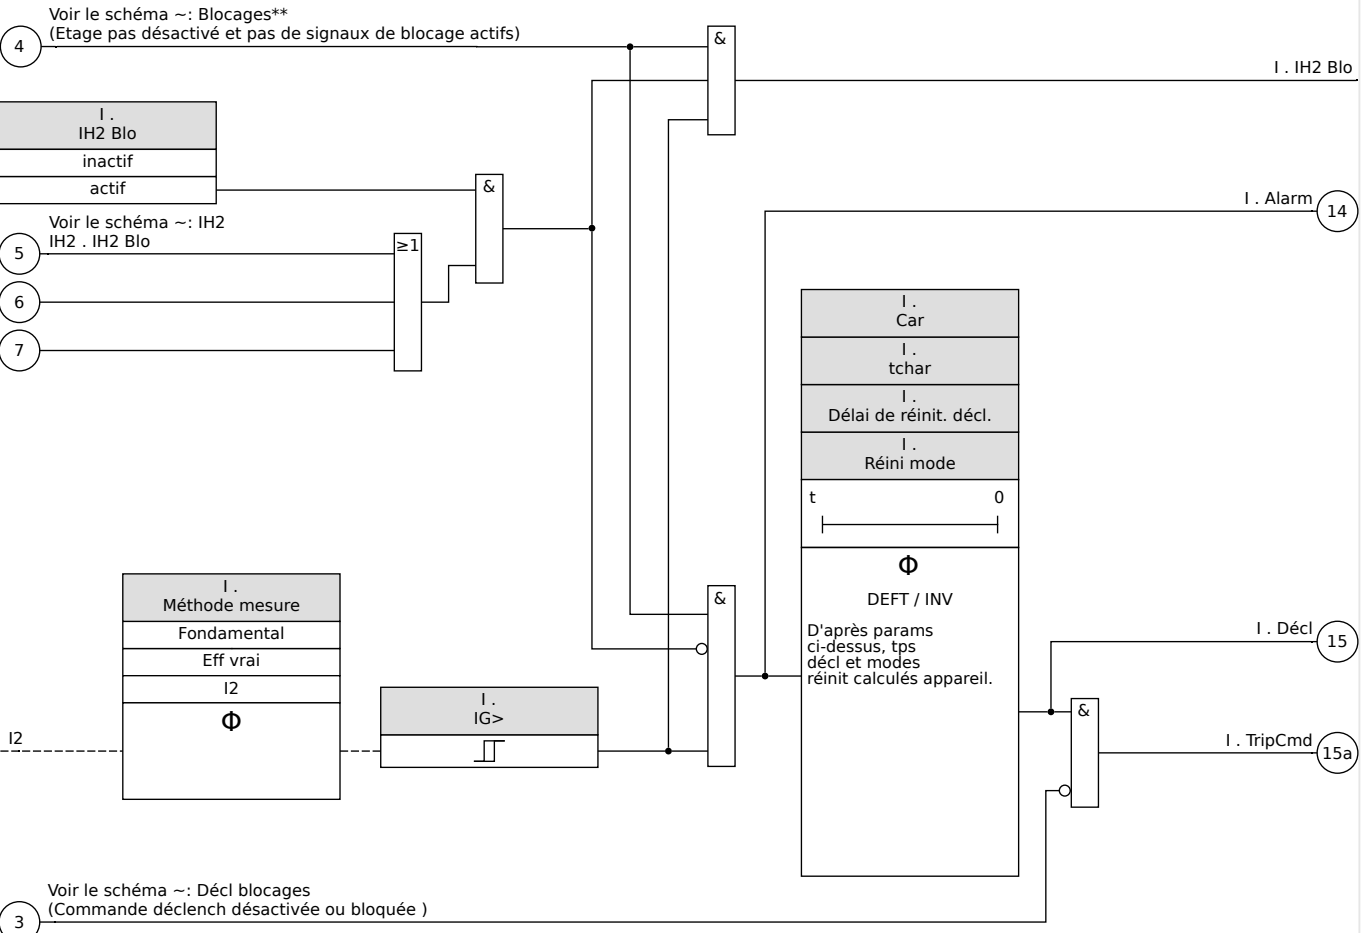 Voir le schéma ~: Blocages**
(Etage pas désactivé et pas de signaux de blocage actifs)
4
&
I . IH2 Blo
I .
IH2 Blo
inactif
actif
&
I . Alarm
14
Voir le schéma ~: IH2
IH2 . IH2 Blo
5
≥1
6
7
I .
Car
I .
tchar
I .
Délai de réinit. décl.
I .
Réini mode
t 0
Φ
DEFT / INV
D'après params
ci-dessus, tps
décl et modes
réinit calculés appareil.
I .
Méthode mesure
Fondamental
Eff vrai
I2
Φ
I2
I .
IG>
&
I . Décl
15
&
I . TripCmd
15a
Voir le schéma ~: Décl blocages
(Commande déclench désactivée ou bloquée )
3